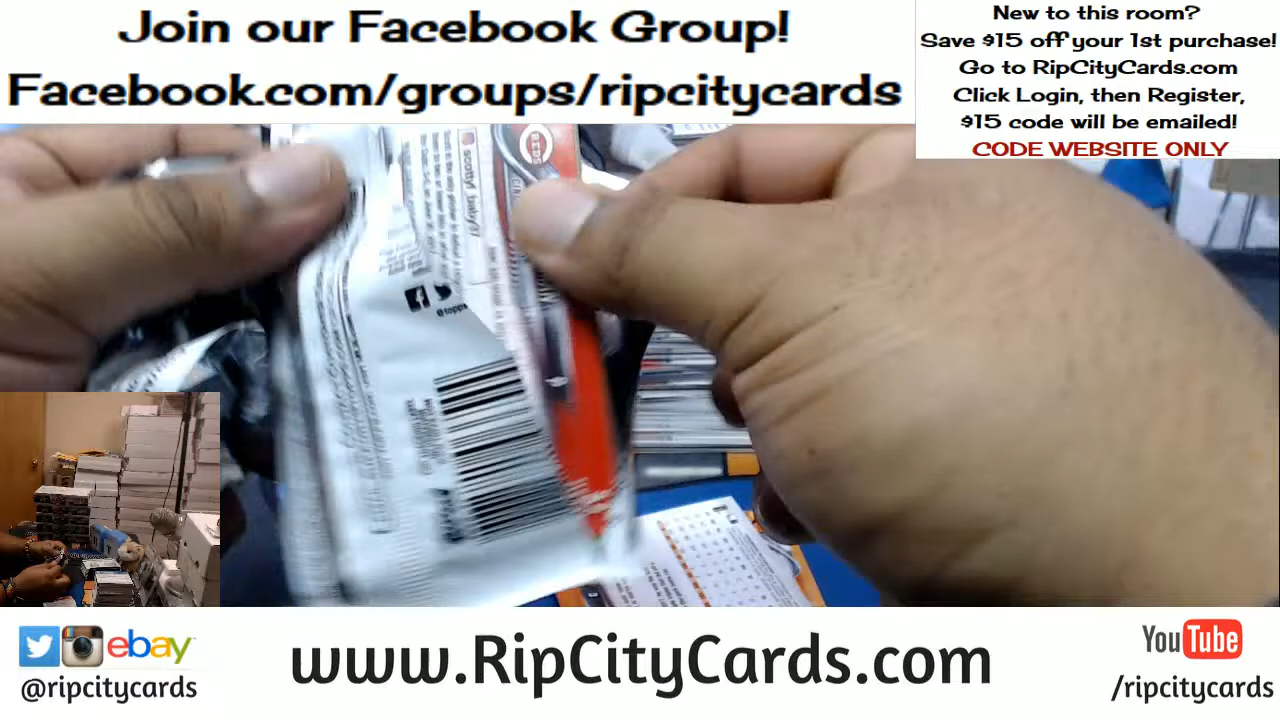 Join our Facebook Group!
Facebook.com/groups/ripcitycards
New to this room?
Save $15 off your 1st purchase!
Go to RipCityCards.com
Click Login, then Register,
$15 code will be emailed!
CODE WEBSITE ONLY
REDS
ebay
@ripcitycards
www.RipCityCards.com
YouTube
/ripcitycards